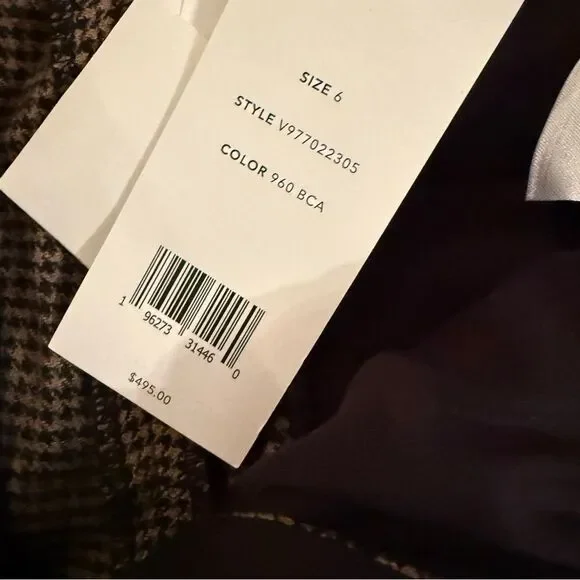 SIZE 6
STYLE V977022305
COLOR 960 BCA
1 96273 31446 0
$495.00